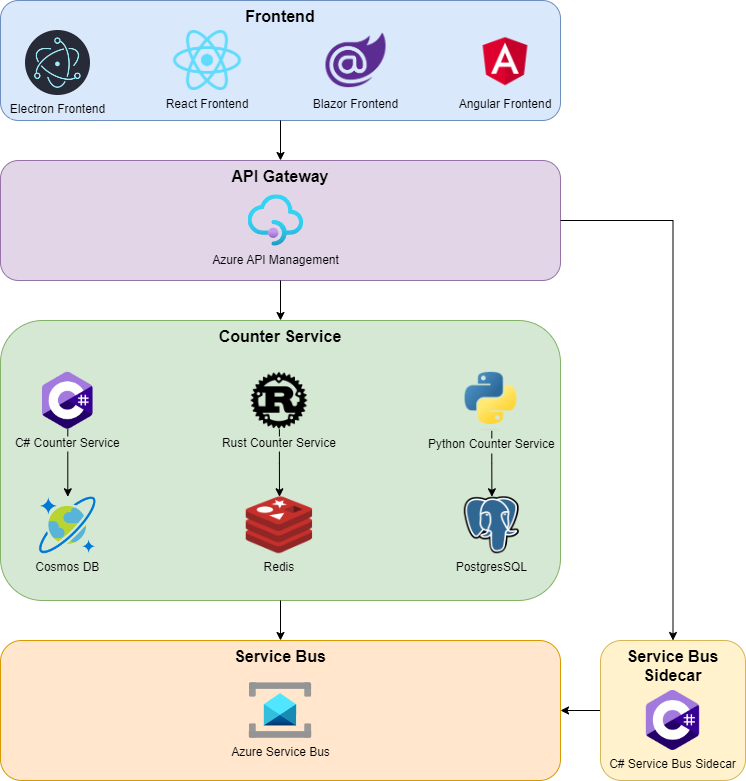 Frontend
Electron Frontend
React Frontend
Blazor Frontend
Angular Frontend
API Gateway
Azure API Management
Counter Service
C# Counter Service
Rust Counter Service
Python Counter Service
Cosmos DB
Redis
PostgresSQL
Service Bus
Azure Service Bus
Service Bus
Sidecar
C# Service Bus Sidecar